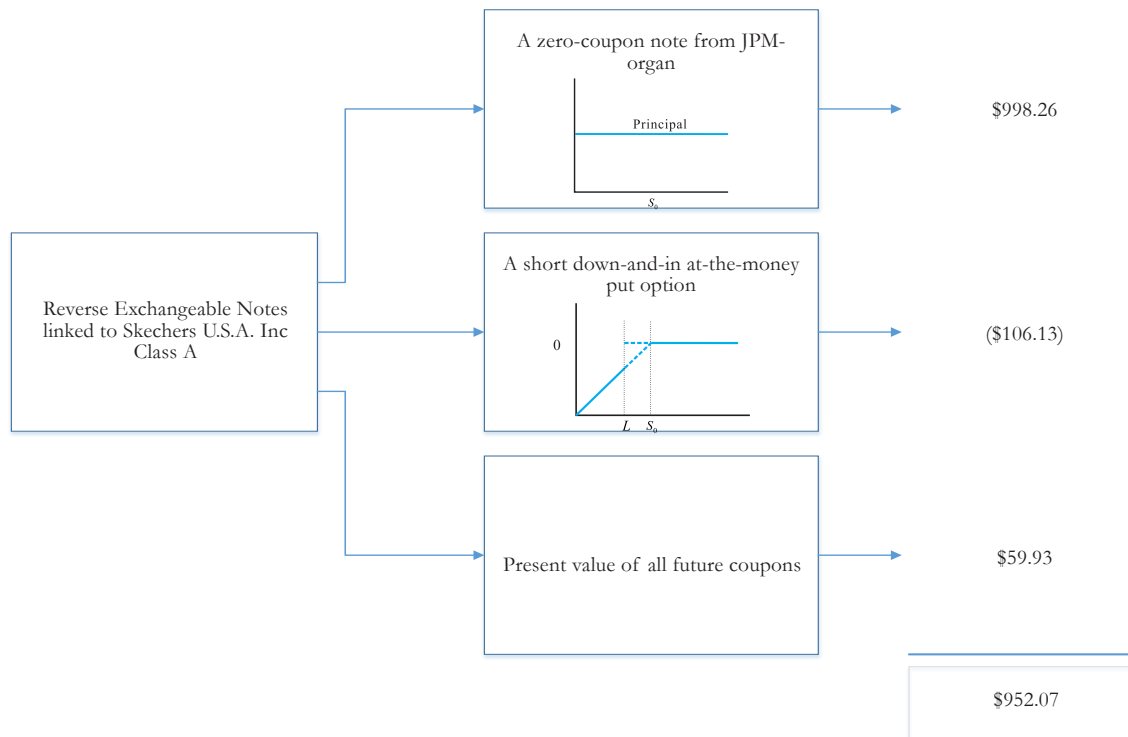 Reverse Exchangeable Notes
linked to Skechers U.S.A. Inc
Class A
A zero-coupon note from JPM-
organ
Principal
S₀
$998.26
A short down-and-in at-the-money
put option
0
L S₀
($106.13)
Present value of all future coupons
$59.93
$952.07